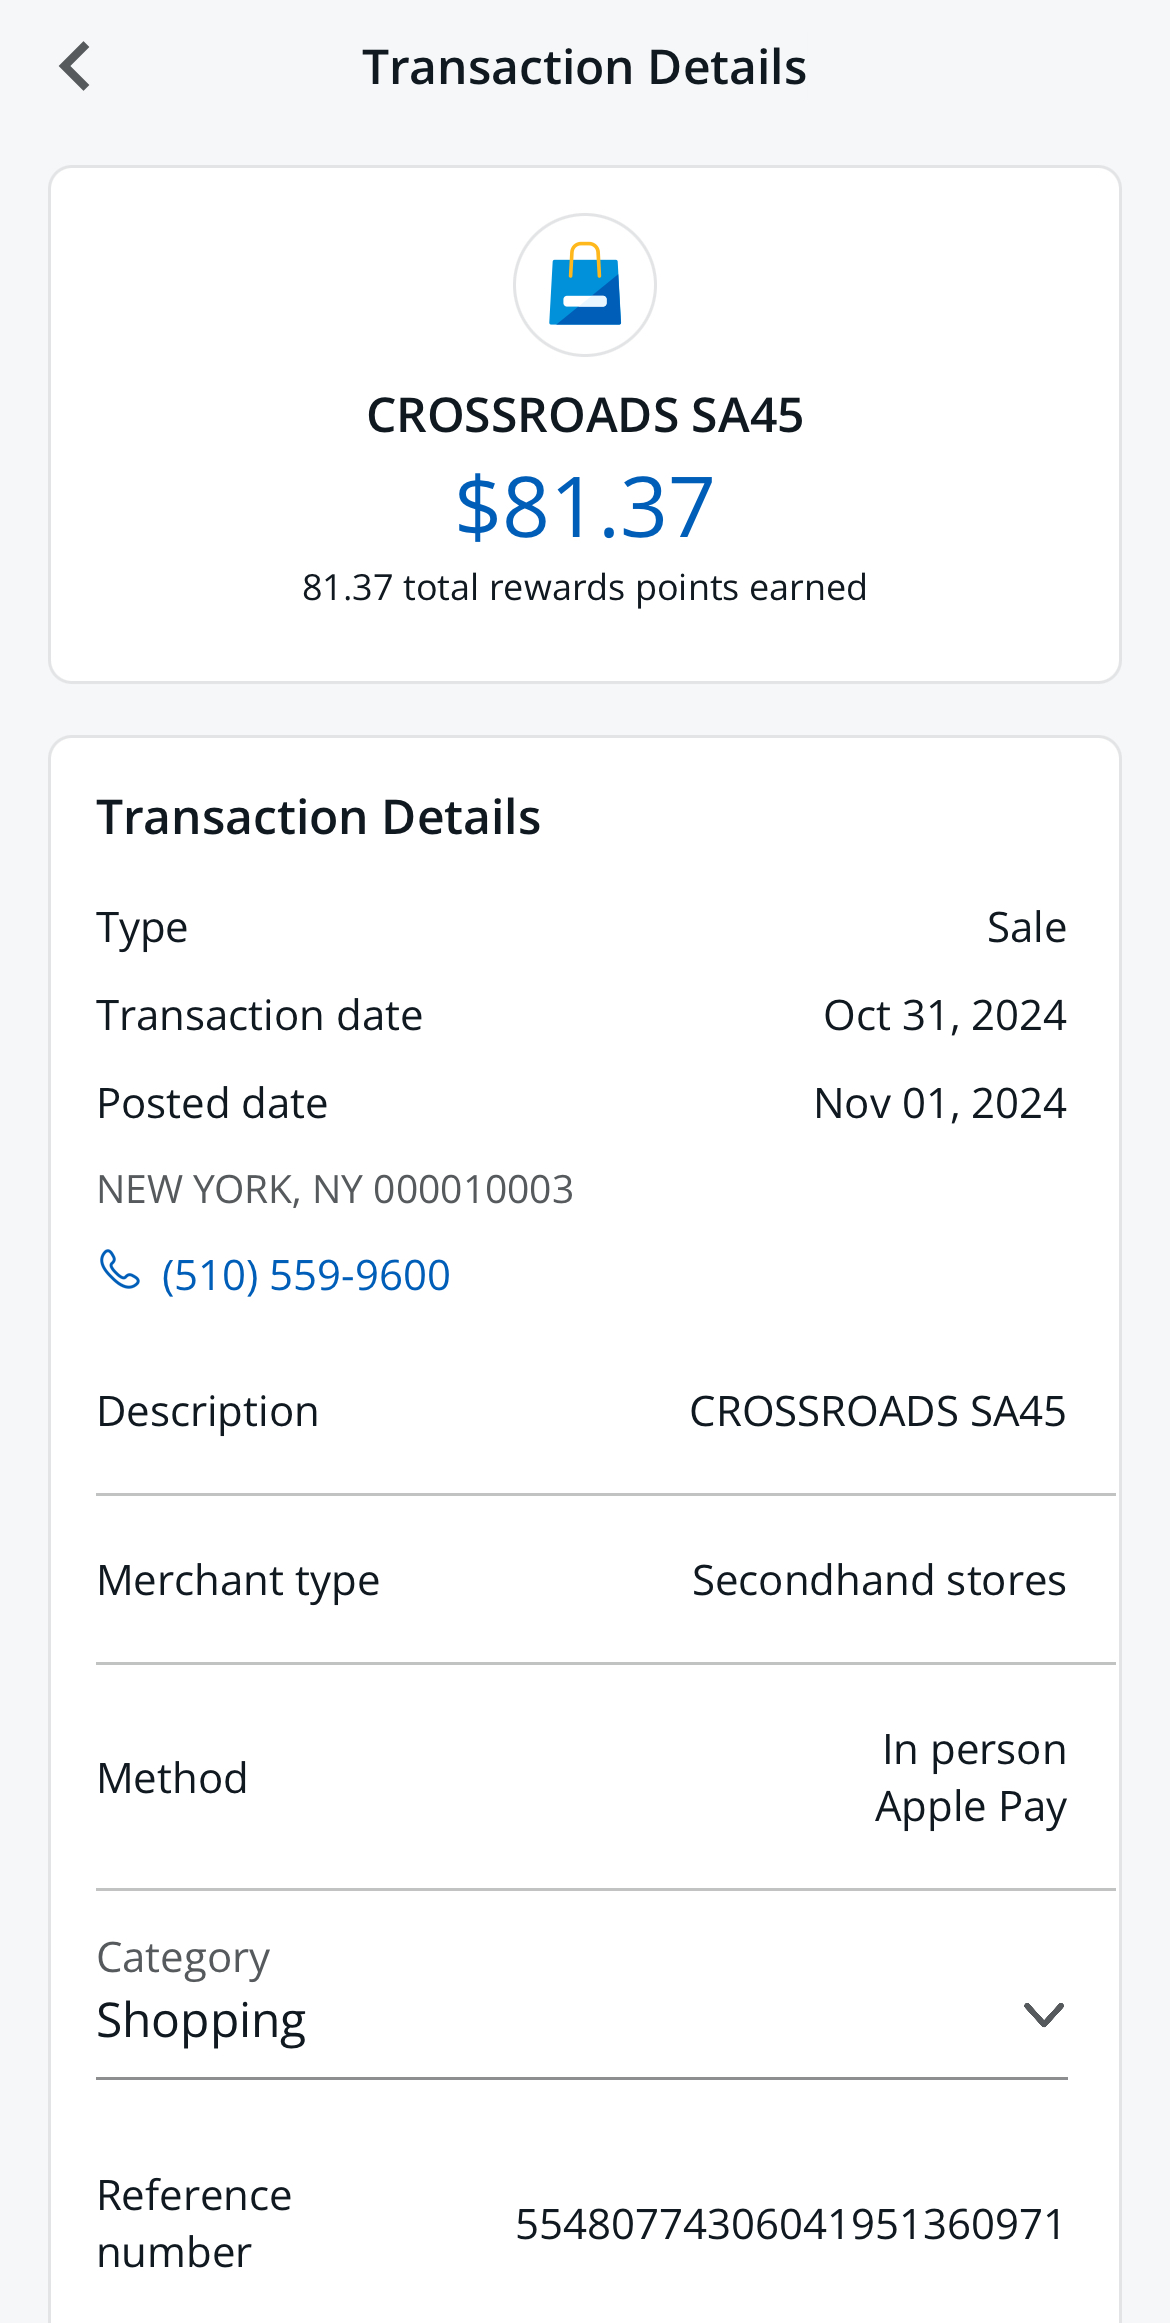 Transaction Details
CROSSROADS SA45
$81.37
81.37 total rewards points earned
Transaction Details
Type Sale
Transaction date Oct 31, 2024
Posted date Nov 01, 2024
NEW YORK, NY 000010003
(510) 559-9600
Description CROSSROADS SA45
Merchant type Secondhand stores
Method In person
Apple Pay
Category
Shopping
Reference
number 55480774306041951360971